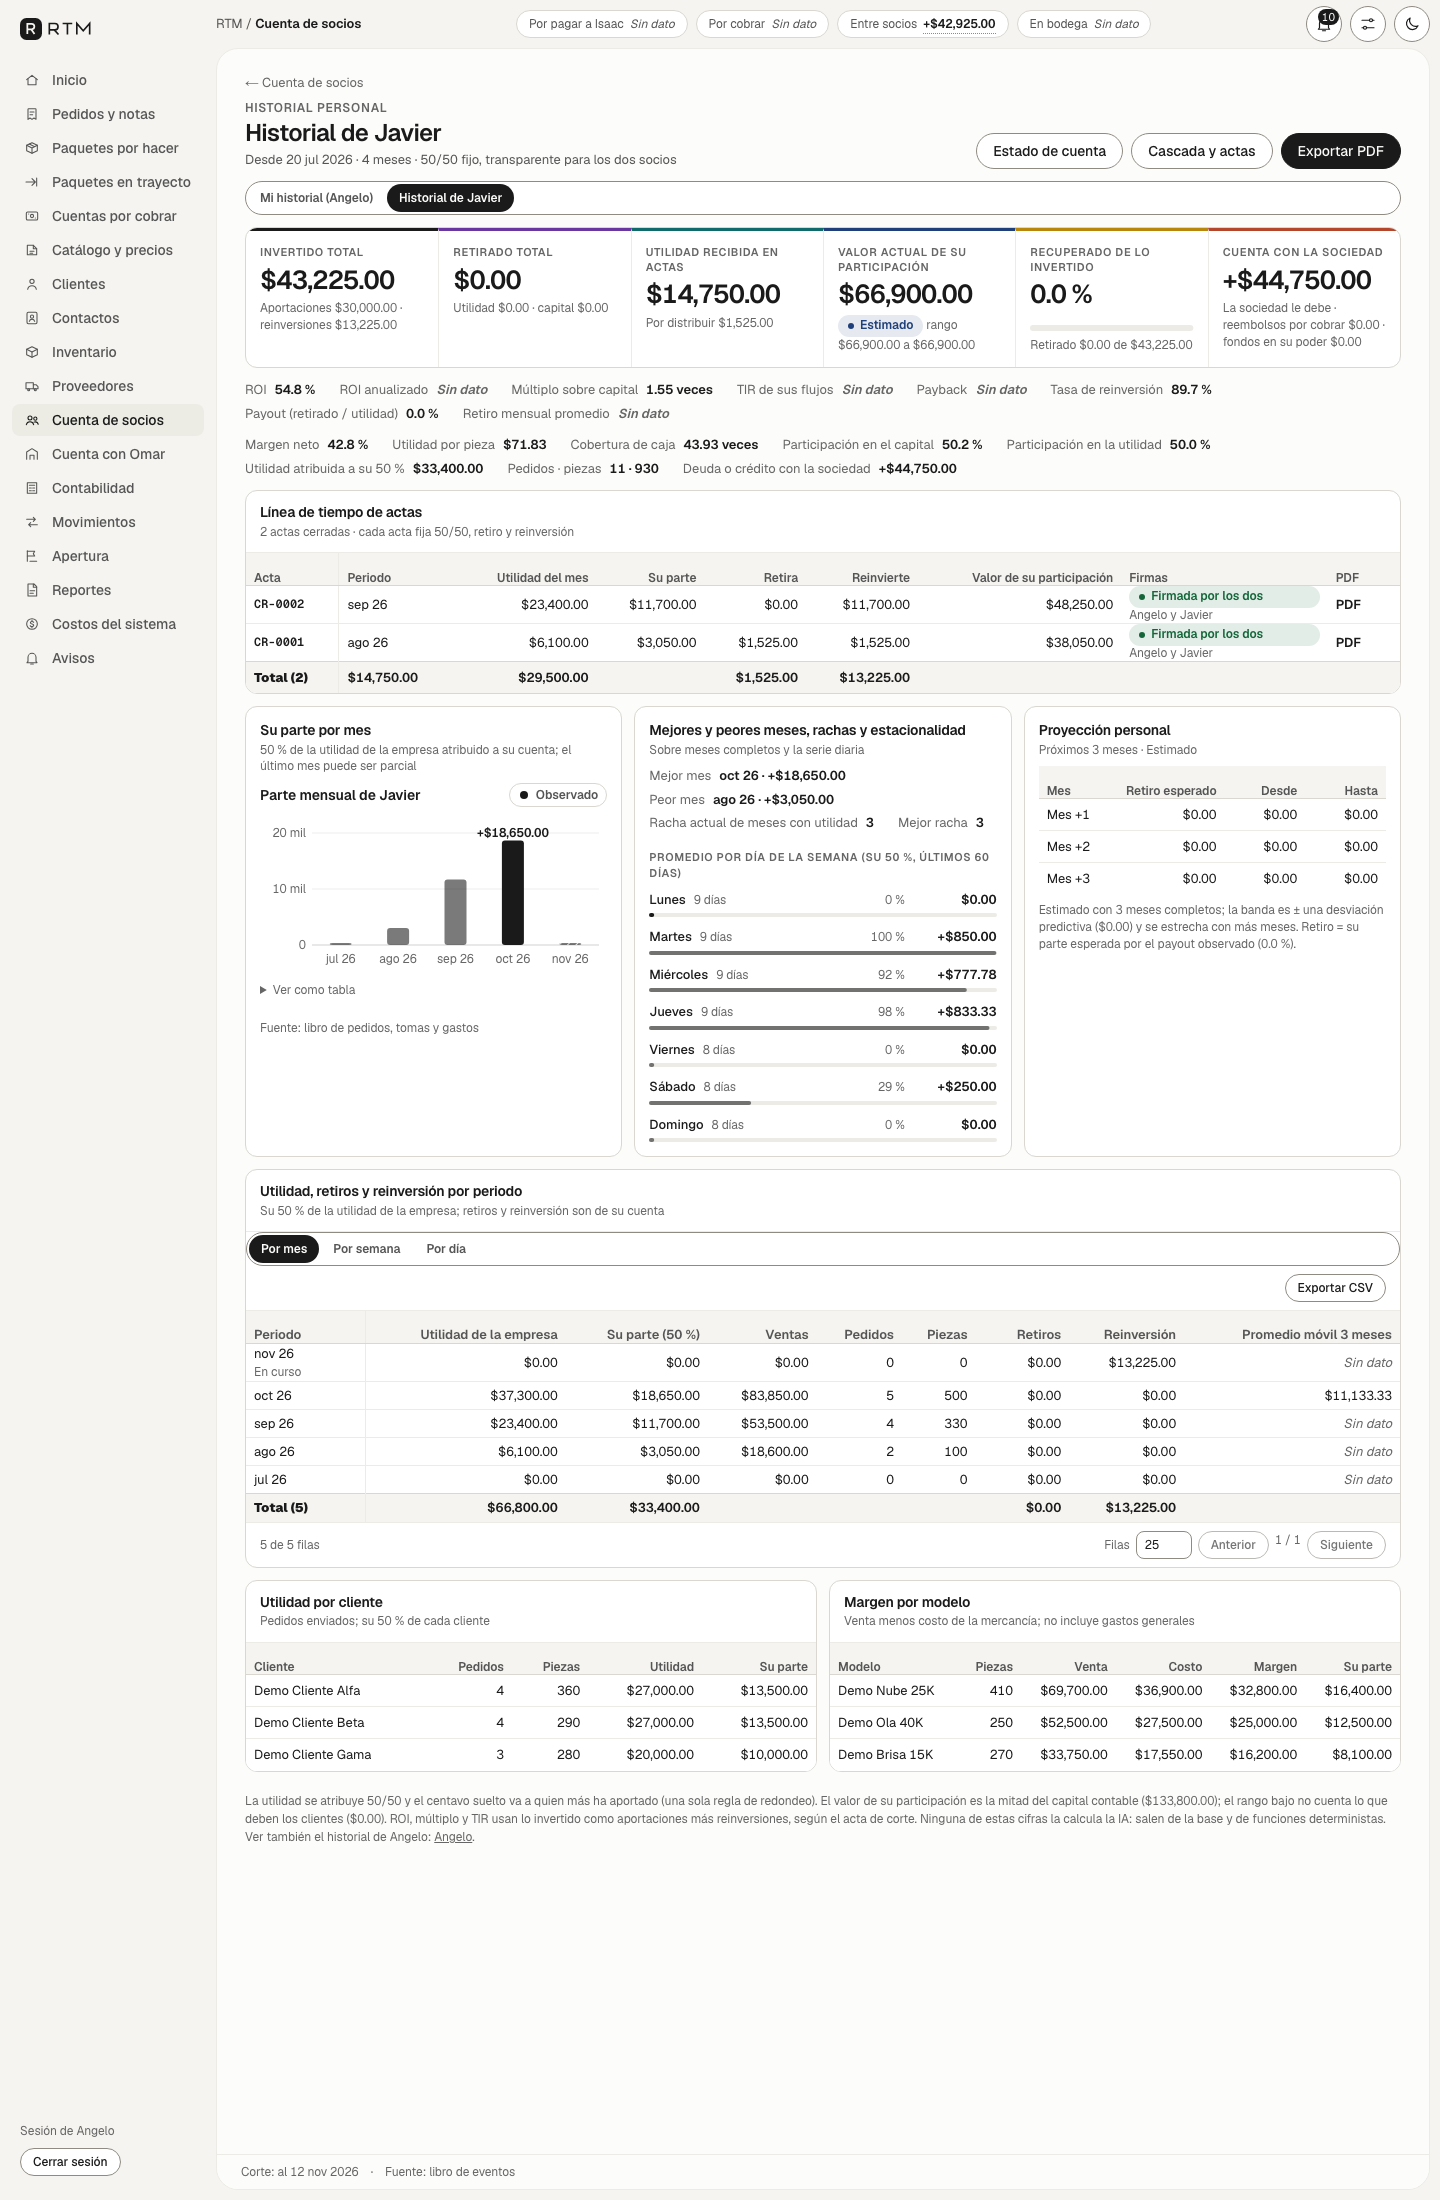 R RTM
RTM / Cuenta de socios
Por pagar a Isaac Sin dato
Por cobrar Sin dato
Entre socios +$42,925.00
En bodega Sin dato
10
Inicio
Pedidos y notas
Paquetes por hacer
Paquetes en trayecto
Cuentas por cobrar
Catálogo y precios
Clientes
Contactos
Inventario
Proveedores
Cuenta de socios
Cuenta con Omar
Contabilidad
Movimientos
Apertura
Reportes
Costos del sistema
Avisos
Sesión de Angelo
Cerrar sesión
← Cuenta de socios
HISTORIAL PERSONAL
Historial de Javier
Desde 20 jul 2026 · 4 meses · 50/50 fijo, transparente para los dos socios
Estado de cuenta
Cascada y actas
Exportar PDF
Mi historial (Angelo) Historial de Javier
INVERTIDO TOTAL
$43,225.00
Aportaciones $30,000.00 ·
reinversiones $13,225.00
RETIRADO TOTAL
$0.00
Utilidad $0.00 · capital $0.00
UTILIDAD RECIBIDA EN
ACTAS
$14,750.00
Por distribuir $1,525.00
VALOR ACTUAL DE SU
PARTICIPACIÓN
$66,900.00
Estimado rango
$66,900.00 a $66,900.00
RECUPERADO DE LO
INVERTIDO
0.0 %
Retirado $0.00 de $43,225.00
CUENTA CON LA SOCIEDAD
+$44,750.00
La sociedad le debe ·
reembolsos por cobrar $0.00 ·
fondos en su poder $0.00
ROI 54.8 % ROI anualizado Sin dato Múltiplo sobre capital 1.55 veces TIR de sus flujos Sin dato Payback Sin dato Tasa de reinversión 89.7 %
Payout (retirado / utilidad) 0.0 % Retiro mensual promedio Sin dato
Margen neto 42.8 % Utilidad por pieza $71.83 Cobertura de caja 43.93 veces Participación en el capital 50.2 % Participación en la utilidad 50.0 %
Utilidad atribuida a su 50 % $33,400.00 Pedidos · piezas 11 · 930 Deuda o crédito con la sociedad +$44,750.00
Línea de tiempo de actas
2 actas cerradas · cada acta fija 50/50, retiro y reinversión
Acta Periodo Utilidad del mes Su parte Retira Reinvierte Valor de su participación Firmas PDF
CR-0002 sep 26 $23,400.00 $11,700.00 $0.00 $11,700.00 $48,250.00 Firmada por los dos PDF
Angelo y Javier
CR-0001 ago 26 $6,100.00 $3,050.00 $1,525.00 $1,525.00 $38,050.00 Firmada por los dos PDF
Angelo y Javier
Total (2) $14,750.00 $29,500.00 $1,525.00 $13,225.00
Su parte por mes
50 % de la utilidad de la empresa atribuido a su cuenta; el
último mes puede ser parcial
Parte mensual de Javier
Observado
20 mil
+$18,650.00
10 mil
0
jul 26 ago 26 sep 26 oct 26 nov 26
▶ Ver como tabla
Fuente: libro de pedidos, tomas y gastos
Mejores y peores meses, rachas y estacionalidad
Sobre meses completos y la serie diaria
Mejor mes oct 26 · +$18,650.00
Peor mes ago 26 · +$3,050.00
Racha actual de meses con utilidad 3 Mejor racha 3
PROMEDIO POR DÍA DE LA SEMANA (SU 50 %, ÚLTIMOS 60
DÍAS)
Lunes 9 días 0 % $0.00
Martes 9 días 100 % +$850.00
Miércoles 9 días 92 % +$777.78
Jueves 9 días 98 % +$833.33
Viernes 8 días 0 % $0.00
Sábado 8 días 29 % +$250.00
Domingo 8 días 0 % $0.00
Proyección personal
Próximos 3 meses · Estimado
Mes Retiro esperado Desde Hasta
Mes +1 $0.00 $0.00 $0.00
Mes +2 $0.00 $0.00 $0.00
Mes +3 $0.00 $0.00 $0.00
Estimado con 3 meses completos; la banda es ± una desviación
predictiva ($0.00) y se estrecha con más meses. Retiro = su
parte esperada por el payout observado (0.0 %).
Utilidad, retiros y reinversión por periodo
Su 50 % de la utilidad de la empresa; retiros y reinversión son de su cuenta
Por mes Por semana Por día
Exportar CSV
Periodo Utilidad de la empresa Su parte (50 %) Ventas Pedidos Piezas Retiros Reinversión Promedio móvil 3 meses
nov 26
En curso $0.00 $0.00 $0.00 0 0 $0.00 $13,225.00 Sin dato
oct 26 $37,300.00 $18,650.00 $83,850.00 5 500 $0.00 $0.00 $11,133.33
sep 26 $23,400.00 $11,700.00 $53,500.00 4 330 $0.00 $0.00 Sin dato
ago 26 $6,100.00 $3,050.00 $18,600.00 2 100 $0.00 $0.00 Sin dato
jul 26 $0.00 $0.00 $0.00 0 0 $0.00 $0.00 Sin dato
Total (5) $66,800.00 $33,400.00 $0.00 $13,225.00
5 de 5 filas
Filas 25 Anterior 1 / 1 Siguiente
Utilidad por cliente
Pedidos enviados; su 50 % de cada cliente
Cliente Pedidos Piezas Utilidad Su parte
Demo Cliente Alfa 4 360 $27,000.00 $13,500.00
Demo Cliente Beta 4 290 $27,000.00 $13,500.00
Demo Cliente Gama 3 280 $20,000.00 $10,000.00
Margen por modelo
Venta menos costo de la mercancía; no incluye gastos generales
Modelo Piezas Venta Costo Margen Su parte
Demo Nube 25K 410 $69,700.00 $36,900.00 $32,800.00 $16,400.00
Demo Ola 40K 250 $52,500.00 $27,500.00 $25,000.00 $12,500.00
Demo Brisa 15K 270 $33,750.00 $17,550.00 $16,200.00 $8,100.00
La utilidad se atribuye 50/50 y el centavo suelto va a quien más ha aportado (una sola regla de redondeo). El valor de su participación es la mitad del capital contable ($133,800.00); el rango bajo no cuenta lo que
deben los clientes ($0.00). ROI, múltiplo y TIR usan lo invertido como aportaciones más reinversiones, según el acta de corte. Ninguna de estas cifras la calcula la IA: salen de la base y de funciones deterministas.
Ver también el historial de Angelo: Angelo.
Corte: al 12 nov 2026 · Fuente: libro de eventos